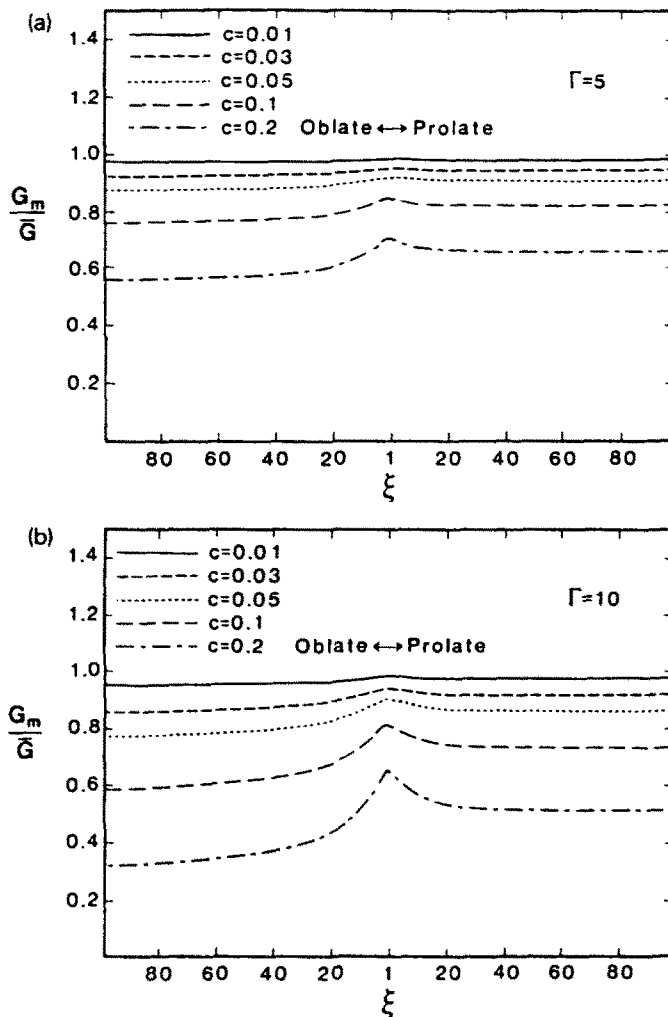 (a)
1.4
1.2
1.0
0.8
0.6
0.4
0.2
G_m
G̅
c=0.01
c=0.03
c=0.05
c=0.1
c=0.2 Oblate ↔ Prolate
Γ=5
80 60 40 20 1 20 40 60 80
ξ
(b)
1.4
1.2
1.0
0.8
0.6
0.4
0.2
G_m
G̅
c=0.01
c=0.03
c=0.05
c=0.1
c=0.2 Oblate ↔ Prolate
Γ=10
80 60 40 20 1 20 40 60 80
ξ